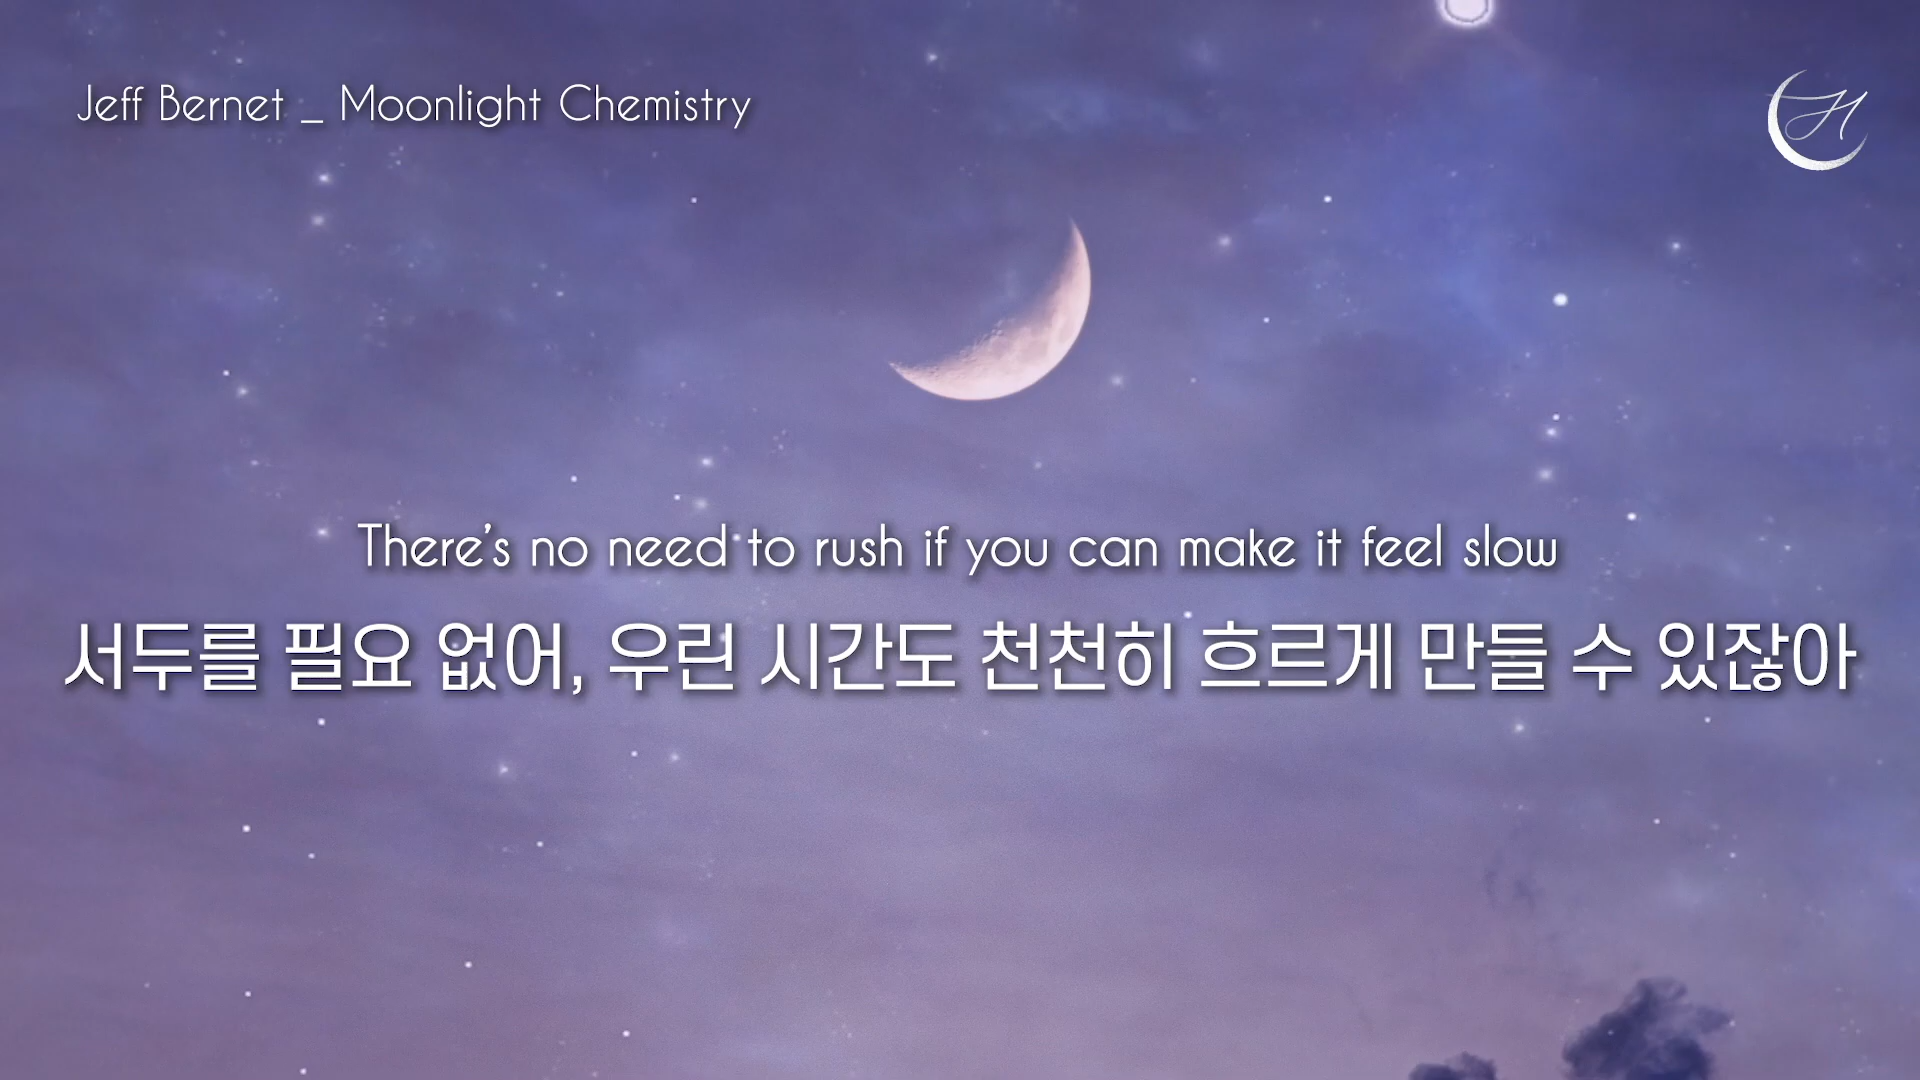 Jeff Bernet _ Moonlight Chemistry
H
There's no need to rush if you can make it feel slow
서두를 필요 없어, 우린 시간도 천천히 흐르게 만들 수 있잖아